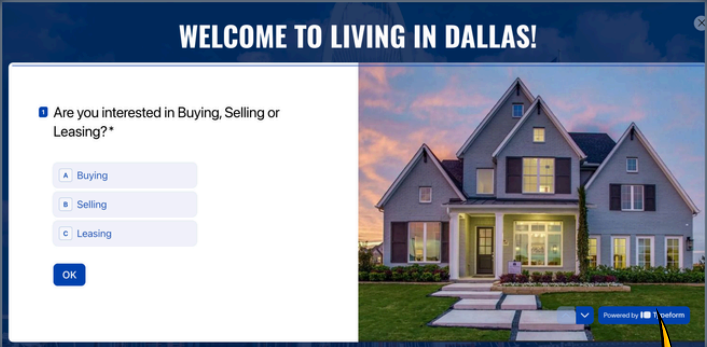 WELCOME TO LIVING IN DALLAS!
1 Are you interested in Buying, Selling or
Leasing?*
A Buying
B Selling
C Leasing
OK
Powered by Typeform